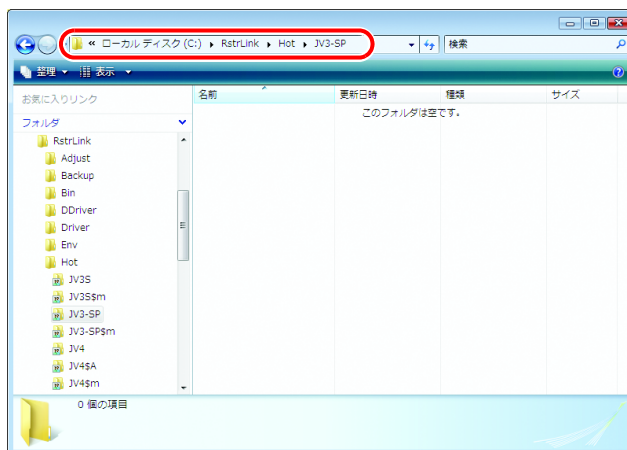 « ローカル ディスク (C:) ▸ RstrLink ▸ Hot ▸ JV3-SP
検索
整理 表示
お気に入りリンク
フォルダ
RstrLink
Adjust
Backup
Bin
DDriver
Driver
Env
Hot
JV3S
JV3S$m
JV3-SP
JV3-SP$m
JV4
JV4$A
JV4$m
名前 更新日時 種類 サイズ
このフォルダは空です。
0 個の項目